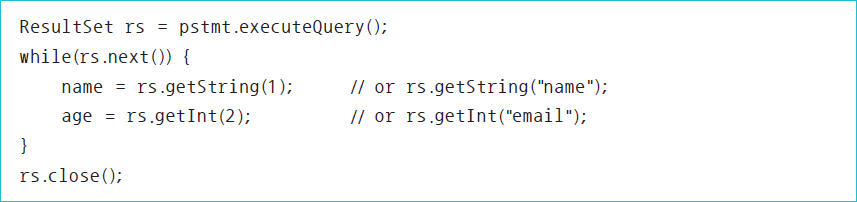 ResultSet rs = pstmt.executeQuery();
while(rs.next()) {
    name = rs.getString(1);     // or rs.getString("name");
    age = rs.getInt(2);         // or rs.getInt("email");
}
rs.close();